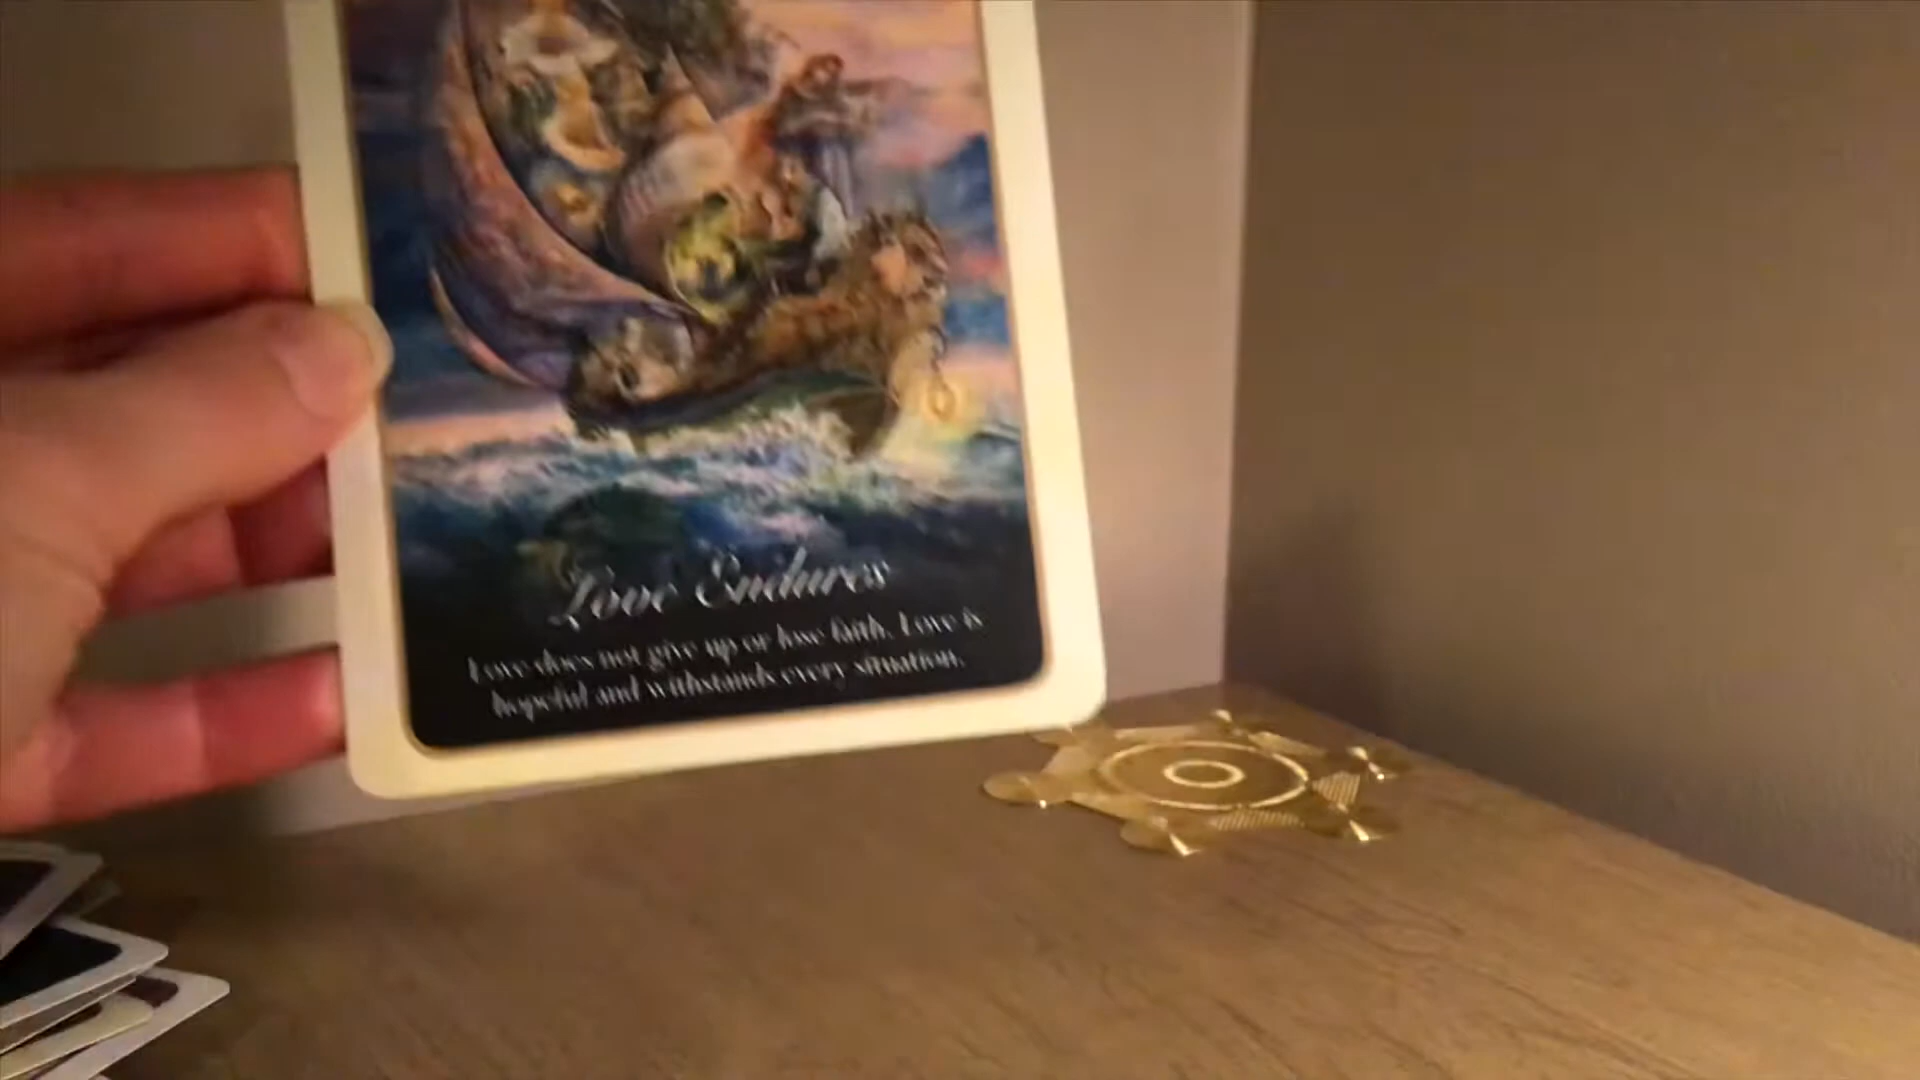 Love Endures
Love does not give up or lose faith. Love is
hopeful and withstands every situation.